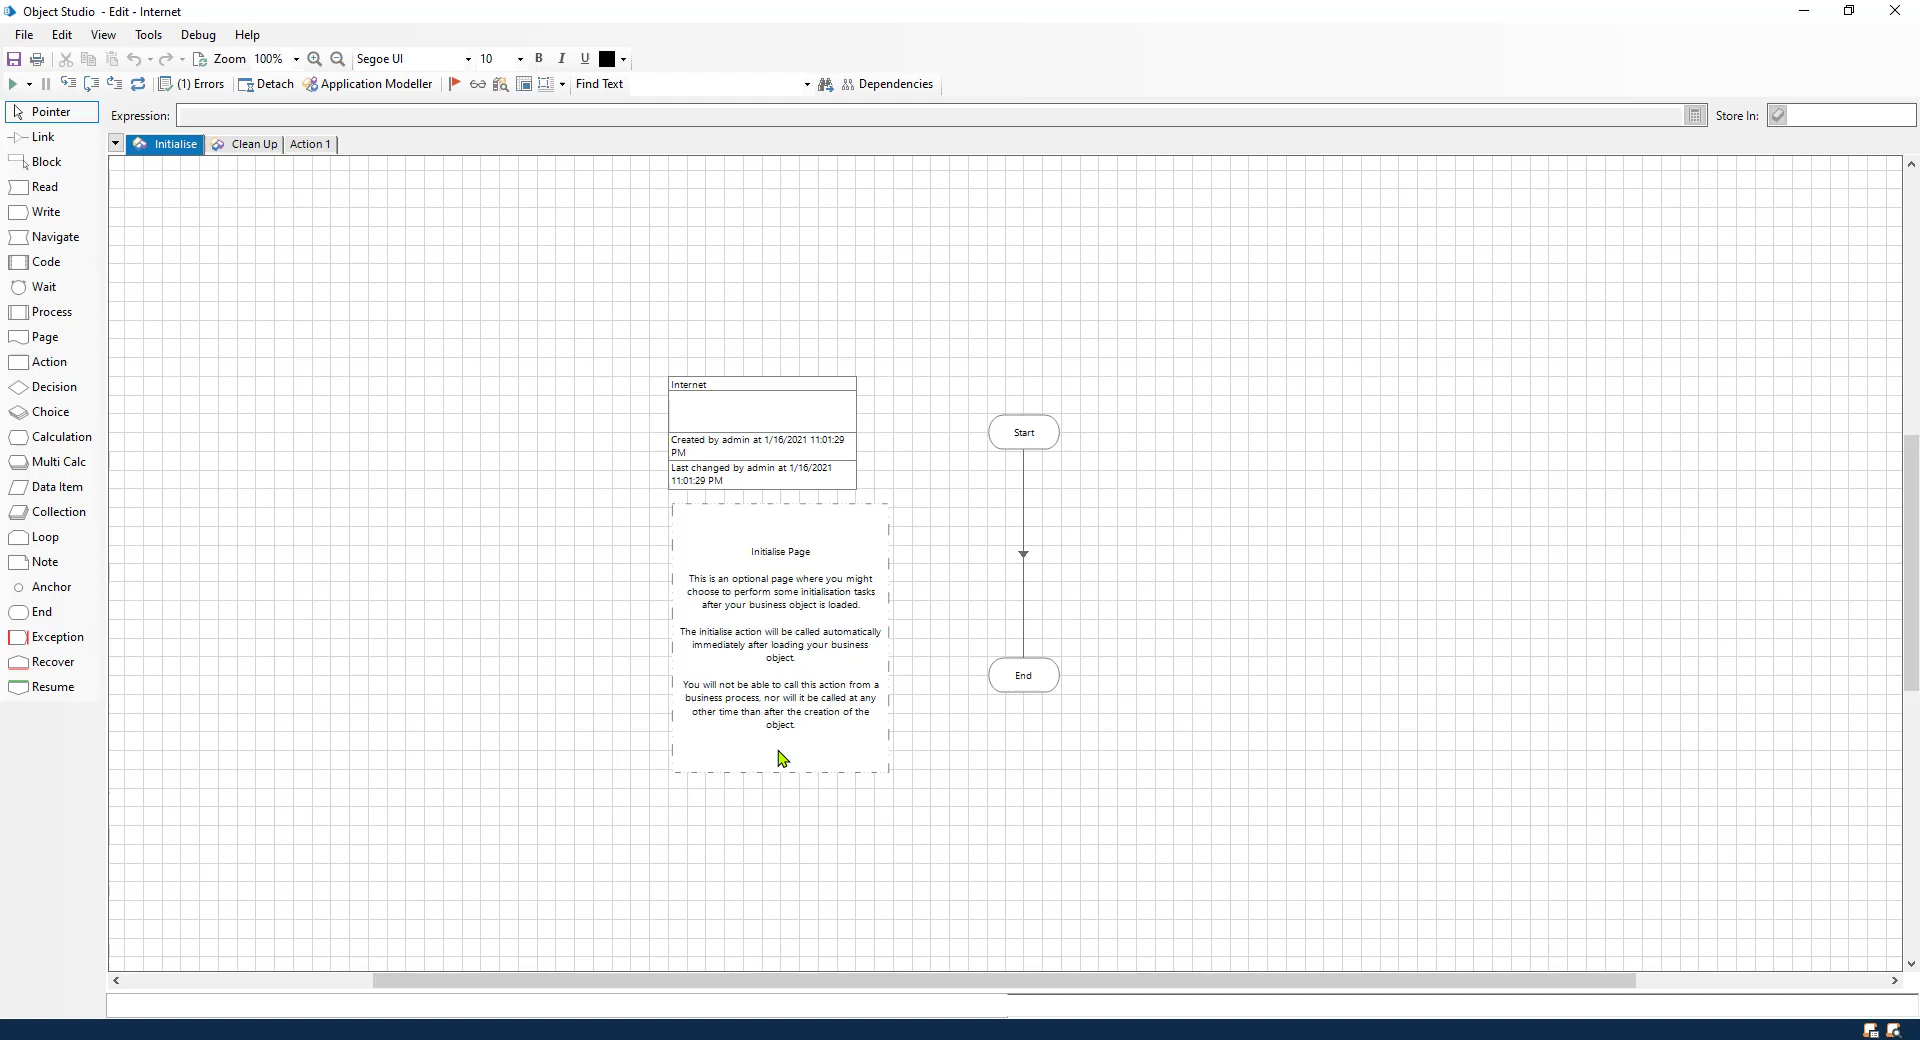 Object Studio - Edit - Internet
File Edit View Tools Debug Help
Zoom 100% Segoe UI 10 B I U
(1) Errors Detach Application Modeller Find Text Dependencies
Pointer
Link
Block
Read
Write
Navigate
Code
Wait
Process
Page
Action
Decision
Choice
Calculation
Multi Calc
Data Item
Collection
Loop
Note
Anchor
End
Exception
Recover
Resume
Expression:
Store In:
Initialise Clean Up Action 1
Internet
Created by admin at 1/16/2021 11:01:29
PM
Last changed by admin at 1/16/2021
11:01:29 PM
Initialise Page
This is an optional page where you might
choose to perform some initialisation tasks
after your business object is loaded.
The initialise action will be called automatically
immediately after loading your business
object.
You will not be able to call this action from a
business process, nor will it be called at any
other time than after the creation of the
object.
Start
End